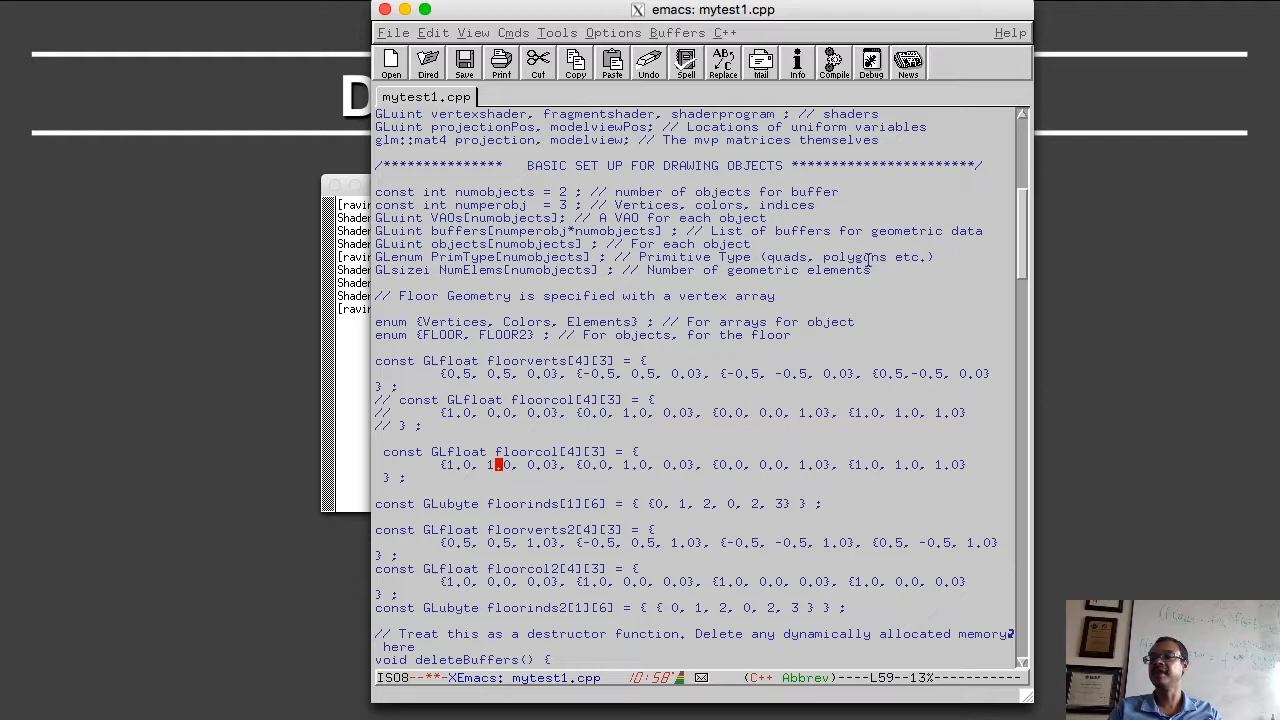 emacs: mytest1.cpp
File Edit View Cmds Tools Options Buffers C++ Help
Open Dired Save Print Cut Copy Paste Undo Spell Replace Mail Info Compile Debug News
mytest1.cpp
D
GLuint vertexshader, fragmentshader, shaderprogram ; // shaders
GLuint projectionPos, modelviewPos; // Locations of uniform variables
glm::mat4 projection, modelview; // The mvp matrices themselves
/*************** BASIC SET UP FOR DRAWING OBJECTS ***********************/
const int numobjects = 2 ; // number of objects for buffer
const int numperobj = 3 ; // Vertices, colors, indices
GLuint VAOs[numobjects]; // A VAO for each object
GLuint buffers[numperobj*numobjects] ; // List of buffers for geometric data
GLuint objects[numobjects] ; // For each object
GLenum PrimType[numobjects] ; // Primitive Type (quads, polygons etc.)
GLsizei NumElems[numobjects] ; // Number of geometric elements
// Floor Geometry is specified with a vertex array
enum {Vertices, Colors, Elements} ; // For arrays for object
enum {FLOOR, FLOOR2} ; // For objects, for the floor
const GLfloat floorverts[4][3] = {
{0.5, 0.5, 0.0}, {-0.5, 0.5, 0.0}, {-0.5, -0.5, 0.0}, {0.5,-0.5, 0.0}
} ;
// const GLfloat floorcol[4][3] = {
// {1.0, 0.0, 0.0}, {0.0, 1.0, 0.0}, {0.0, 0.0, 1.0}, {1.0, 1.0, 1.0}
// } ;
const GLfloat floorcol[4][3] = {
{1.0, 1.0, 0.0}, {0.0, 1.0, 0.0}, {0.0, 0.0, 1.0}, {1.0, 1.0, 1.0}
} ;
const GLubyte floorinds[1][6] = { {0, 1, 2, 0, 2, 3} } ;
const GLfloat floorverts2[4][3] = {
{0.5, 0.5, 1.0}, {-0.5, 0.5, 1.0}, {-0.5, -0.5, 1.0}, {0.5, -0.5, 1.0}
} ;
const GLfloat floorcol2[4][3] = {
{1.0, 0.0, 0.0}, {1.0, 0.0, 0.0}, {1.0, 0.0, 0.0}, {1.0, 0.0, 0.0}
} ;
const GLubyte floorinds2[1][6] = { { 0, 1, 2, 0, 2, 3 } } ;
// Treat this as a destructor function. Delete any dynamically allocated memory
here
void deleteBuffers() {
ISO8--**-XEmacs: mytest1.cpp 10:58 (C++ Abbrev)----L59--13%------------
[ravir
Shader
Shader
Shader
[ravir
Shader
Shader
Shader
[ravir